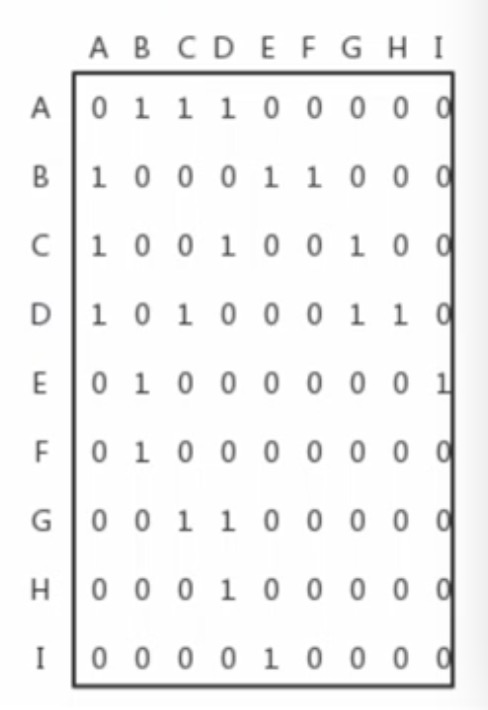 A B C D E F G H I
A 0 1 1 1 0 0 0 0 0
B 1 0 0 0 1 1 0 0 0
C 1 0 0 1 0 0 1 0 0
D 1 0 1 0 0 0 1 1 0
E 0 1 0 0 0 0 0 0 1
F 0 1 0 0 0 0 0 0 0
G 0 0 1 1 0 0 0 0 0
H 0 0 0 1 0 0 0 0 0
I 0 0 0 0 1 0 0 0 0